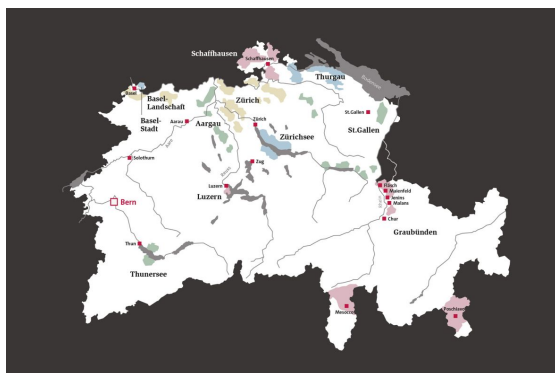 Schaffhausen
Schaffhausen
Thurgau
Basel
Basel-
Landschaft
Zürich
Basel-
Stadt
Aarau
Aargau
Zürich
St.Gallen
Zürichsee
St.Gallen
Solothurn
Zug
Luzern
Luzern
Fläsch
Maienfeld
Jenins
Malans
Bern
Chur
Graubünden
Thun
Thunersee
Mesocco
Poschiavo